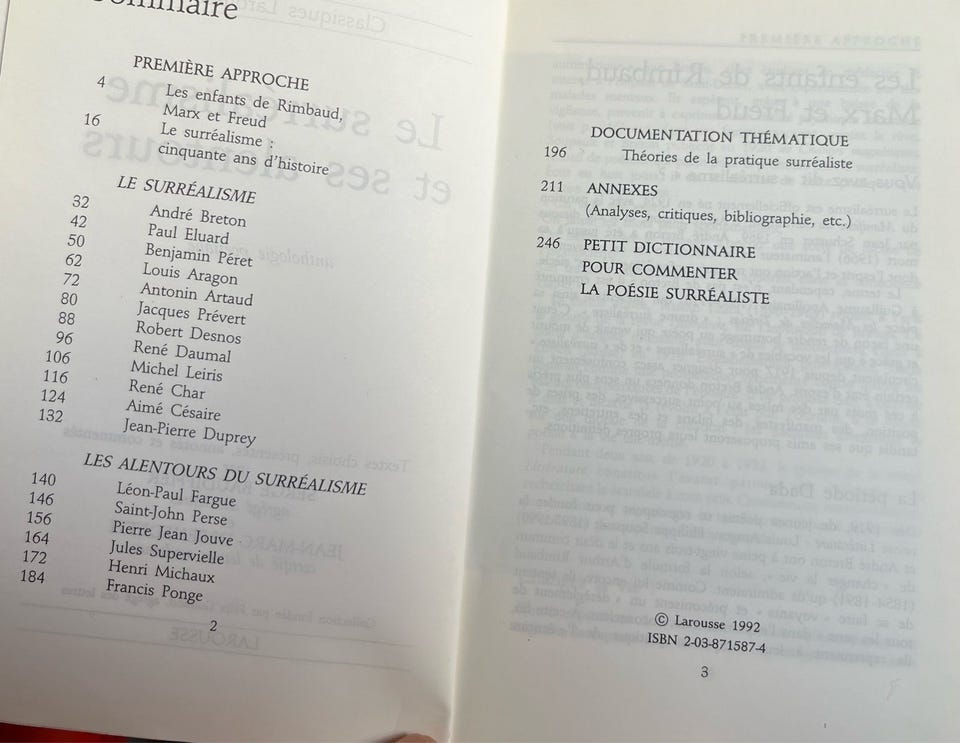 Sommaire
PREMIÈRE APPROCHE
4 Les enfants de Rimbaud,
Marx et Freud
16 Le surréalisme :
cinquante ans d'histoire
LE SURRÉALISME
32 André Breton
42 Paul Eluard
50 Benjamin Péret
62 Louis Aragon
72 Antonin Artaud
80 Jacques Prévert
88 Robert Desnos
96 René Daumal
106 Michel Leiris
116 René Char
124 Aimé Césaire
132 Jean-Pierre Duprey
LES ALENTOURS DU SURRÉALISME
140 Léon-Paul Fargue
146 Saint-John Perse
156 Pierre Jean Jouve
164 Jules Supervielle
172 Henri Michaux
184 Francis Ponge
2
DOCUMENTATION THÉMATIQUE
196 Théories de la pratique surréaliste
211 ANNEXES
(Analyses, critiques, bibliographie, etc.)
246 PETIT DICTIONNAIRE
POUR COMMENTER
LA POÉSIE SURRÉALISTE
© Larousse 1992
ISBN 2-03-871587-4
3